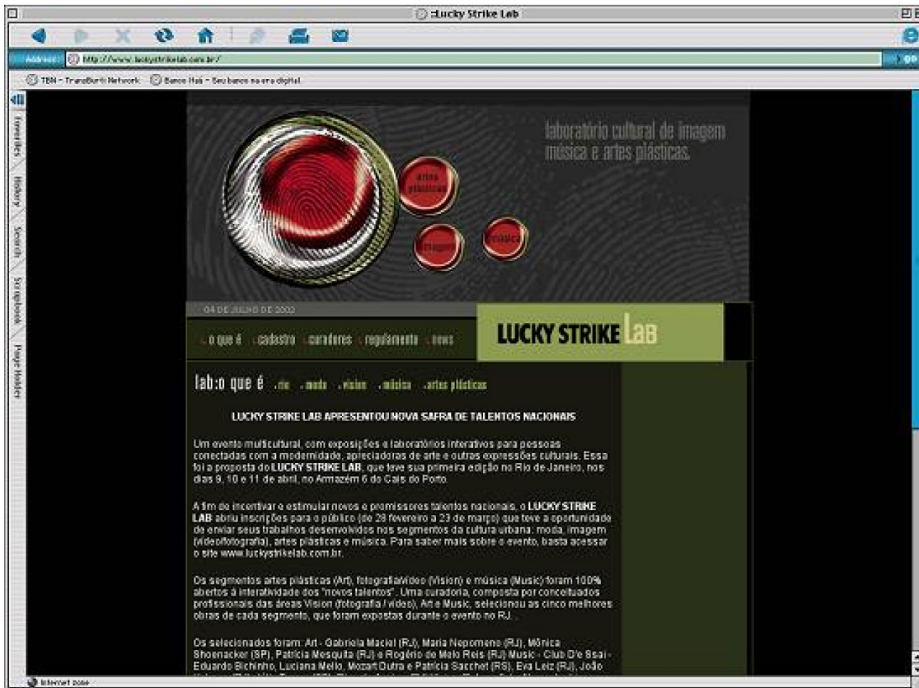 ::Lucky Strike Lab
Address: http://www.luckystrikelab.com.br/
go
TBN - TransBurti Network Banco Itaú - Seu banco na era digital.
Favorites
History
Search
Scrapbook
Page Holder
laboratório cultural de imagem
música e artes plásticas.
artes
plásticas
imagem
música
04 DE JULHO DE 2002
o que é cadastro curadores regulamento news
LUCKY STRIKE Lab
lab:o que é .rio .moda .vision .música .artes plásticas
LUCKY STRIKE LAB APRESENTOU NOVA SAFRA DE TALENTOS NACIONAIS
Um evento multicultural, com exposições e laboratórios interativos para pessoas
conectadas com a modernidade, apreciadoras de arte e outras expressões culturais. Essa
foi a proposta do LUCKY STRIKE LAB, que teve sua primeira edição no Rio de Janeiro, nos
dias 9, 10 e 11 de abril, no Armazém 6 do Cais do Porto.
A fim de incentivar e estimular novos e promissores talentos nacionais, o LUCKY STRIKE
LAB abriu inscrições para o público (de 28 fevereiro a 23 de março) que teve a oportunidade
de enviar seus trabalhos desenvolvidos nos segmentos da cultura urbana: moda, imagem
(vídeo/fotografia), artes plásticas e música. Para saber mais sobre o evento, basta acessar
o site www.luckystrikelab.com.br.
Os segmentos artes plásticas (Art), fotografia/vídeo (Vision) e música (Music) foram 100%
abertos à interatividade dos "novos talentos". Uma curadoria, composta por conceituados
profissionais das áreas Vision (fotografia / vídeo), Art e Music, selecionou as cinco melhores
obras de cada segmento, que foram expostas durante o evento no RJ.
Os selecionados foram: Art - Gabriela Maciel (RJ), Maria Nepomeno (RJ), Mônica
Shoenacker (SP), Patrícia Mesquita (RJ) e Rogério de Melo Reis (RJ) Music - Club D'e Ssai -
Eduardo Bichinho, Luciana Mello, Mozart Dutra e Patrícia Sacchet (RS), Eva Leiz (RJ), João
Internet zone